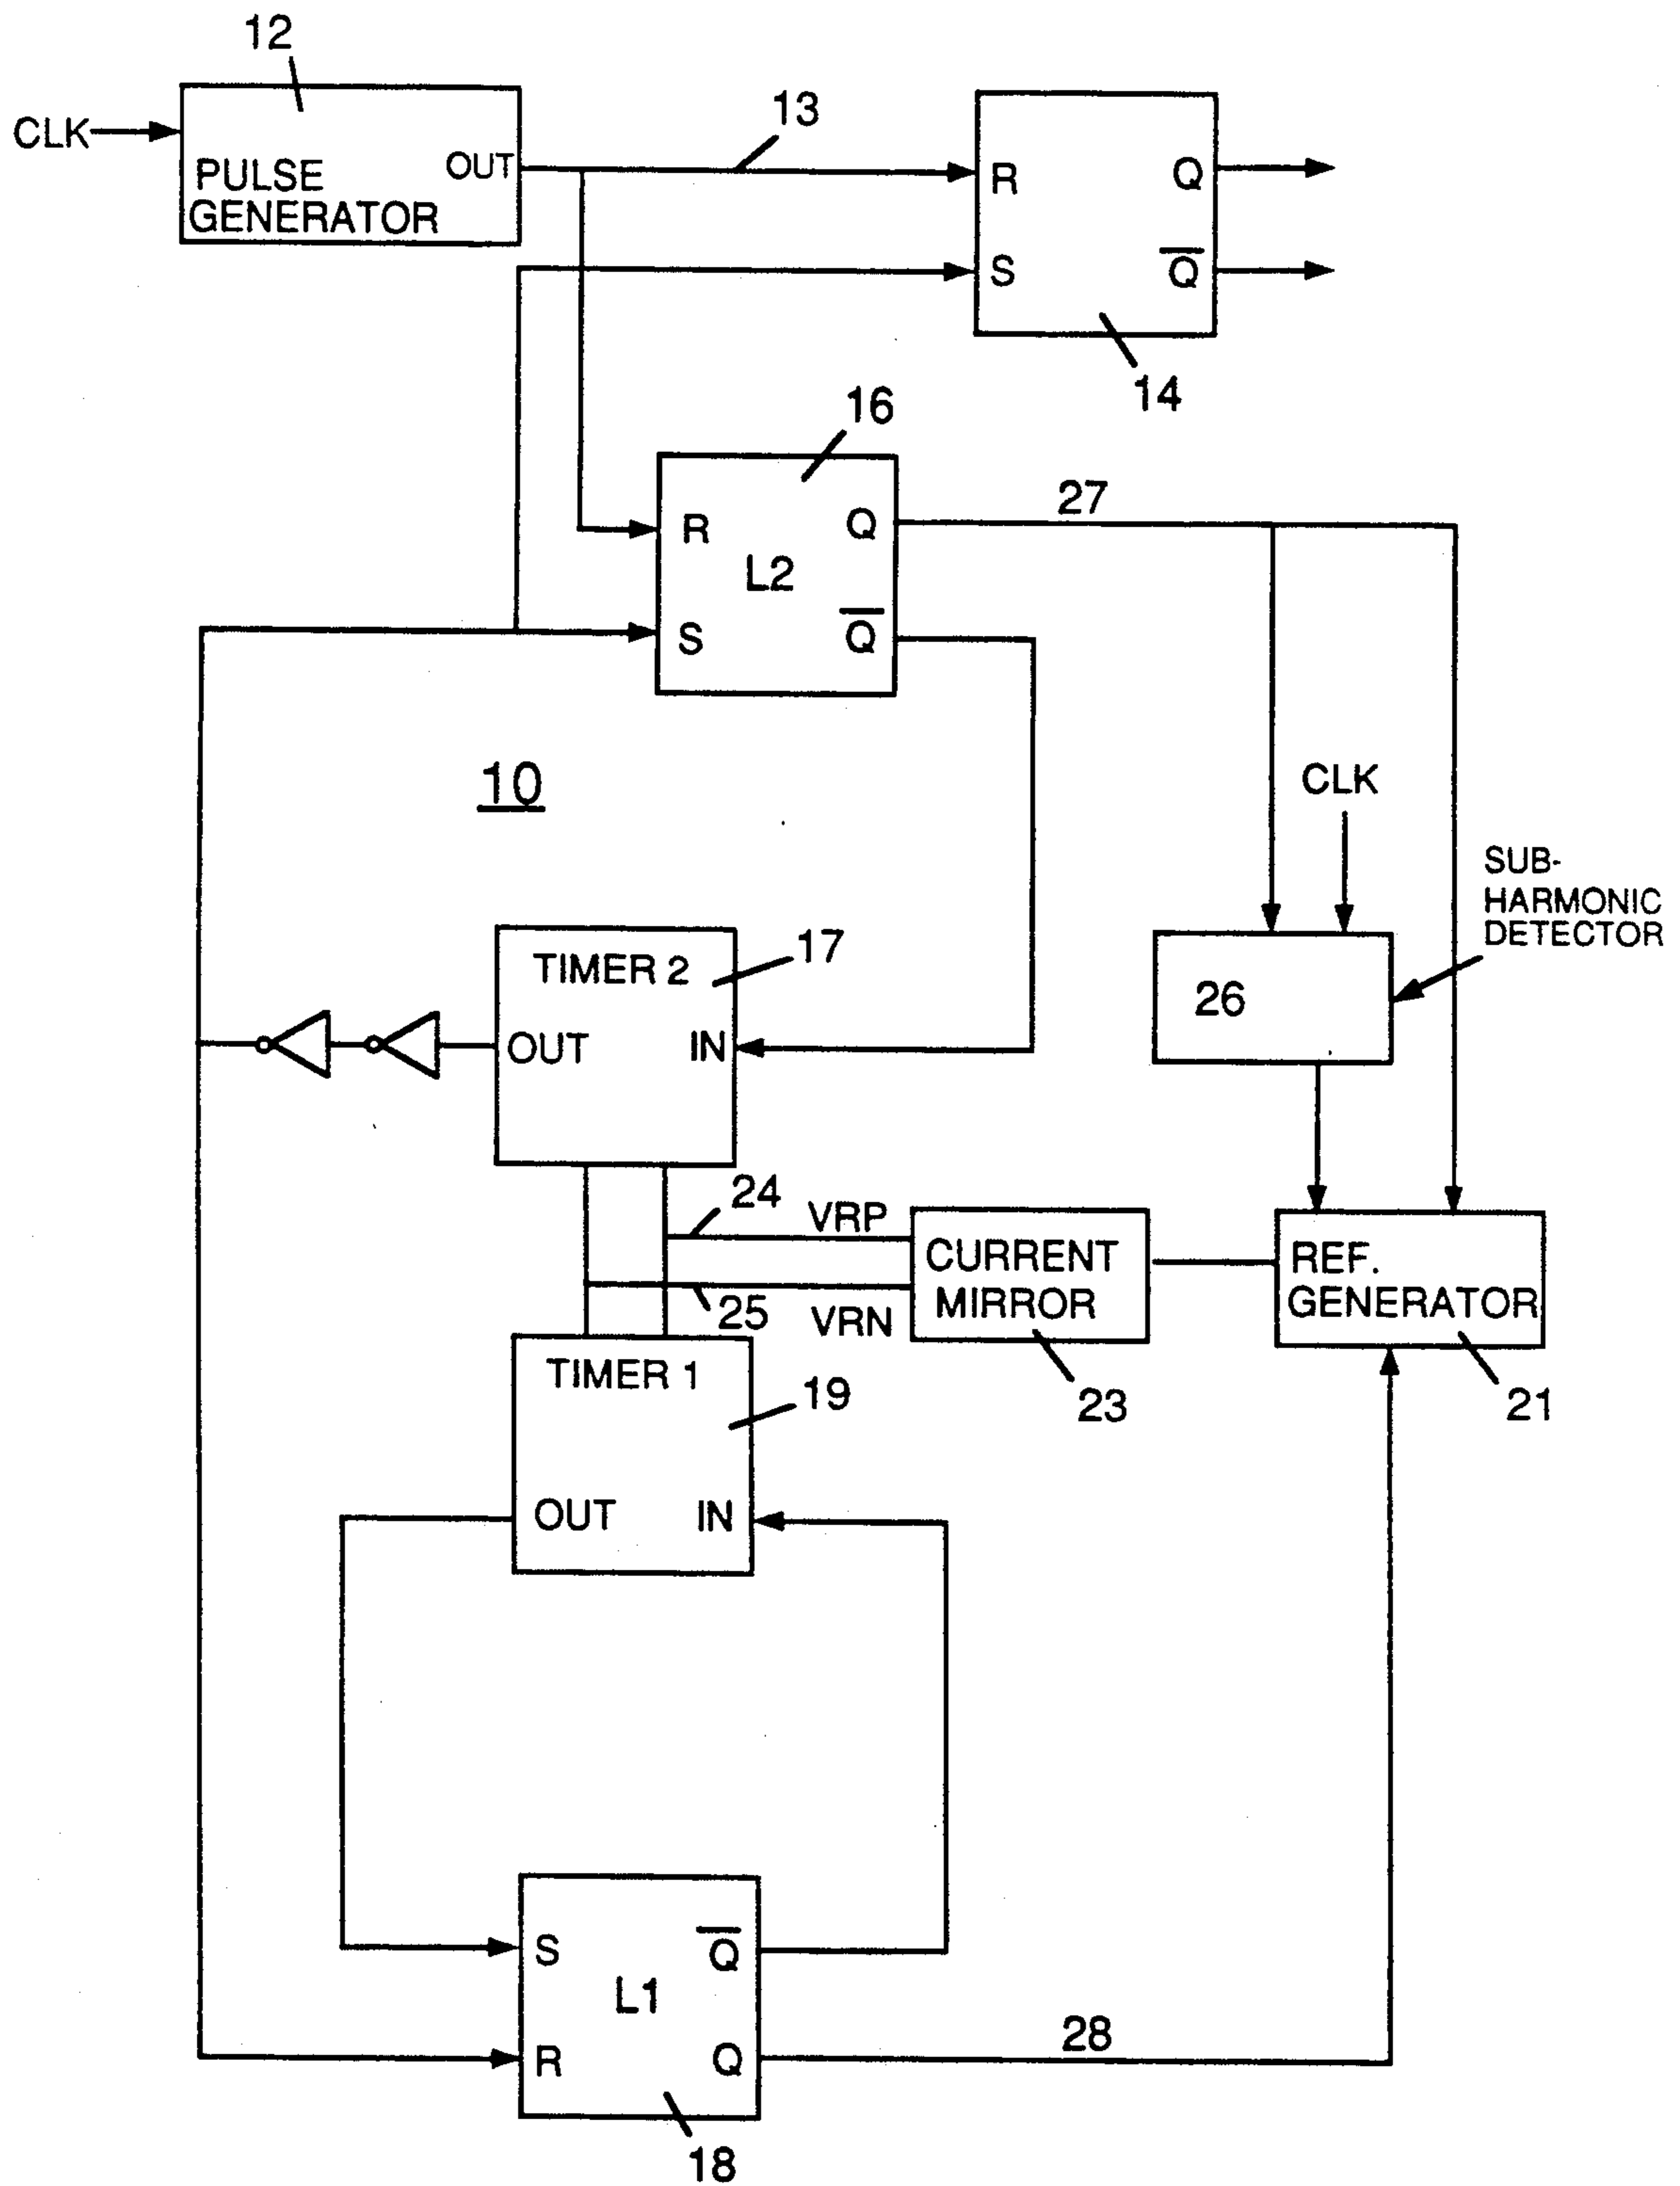 12
CLK
PULSE
GENERATOR
OUT
13
R
S
Q
Q̅
14
16
R
S
L2
Q
Q̅
27
10
CLK
SUB-
HARMONIC
DETECTOR
26
TIMER 2
17
OUT
IN
24
VRP
25
VRN
CURRENT
MIRROR
23
REF.
GENERATOR
21
TIMER 1
19
OUT
IN
S
R
L1
Q̅
Q
28
18